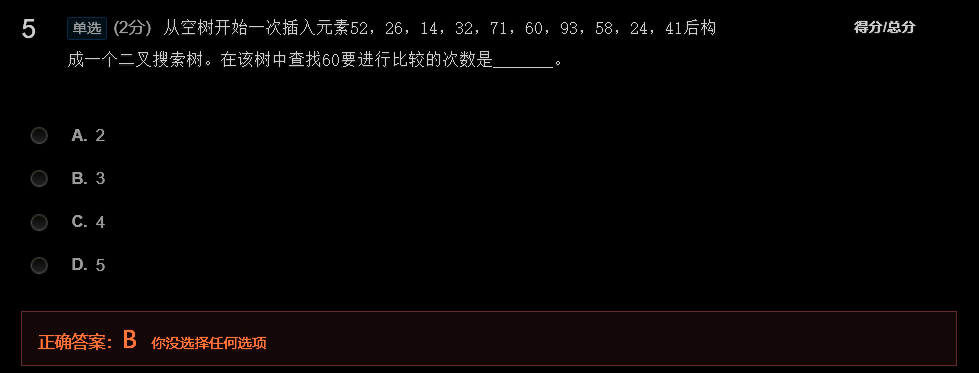 5 单选 (2分) 从空树开始一次插入元素52，26，14，32，71，60，93，58，24，41后构 得分/总分
成一个二叉搜索树。在该树中查找60要进行比较的次数是_______。
A. 2
B. 3
C. 4
D. 5
正确答案：B 你没选择任何选项